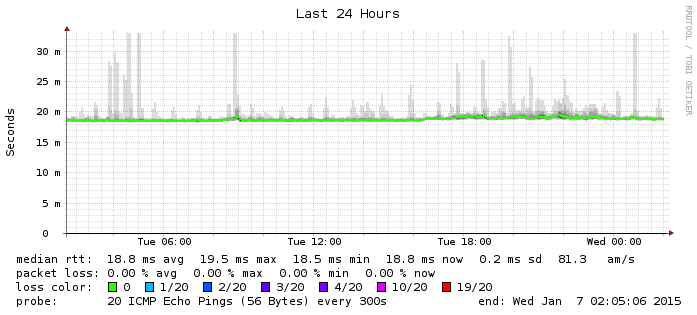 Last 24 Hours
RRDTOOL / TOBI OETIKER
Seconds
30 m
25 m
20 m
15 m
10 m
5 m
0
Tue 06:00 Tue 12:00 Tue 18:00 Wed 00:00
median rtt: 18.8 ms avg 19.5 ms max 18.5 ms min 18.8 ms now 0.2 ms sd 81.3 am/s
packet loss: 0.00 % avg 0.00 % max 0.00 % min 0.00 % now
loss color: 0 1/20 2/20 3/20 4/20 10/20 19/20
probe: 20 ICMP Echo Pings (56 Bytes) every 300s end: Wed Jan 7 02:05:06 2015